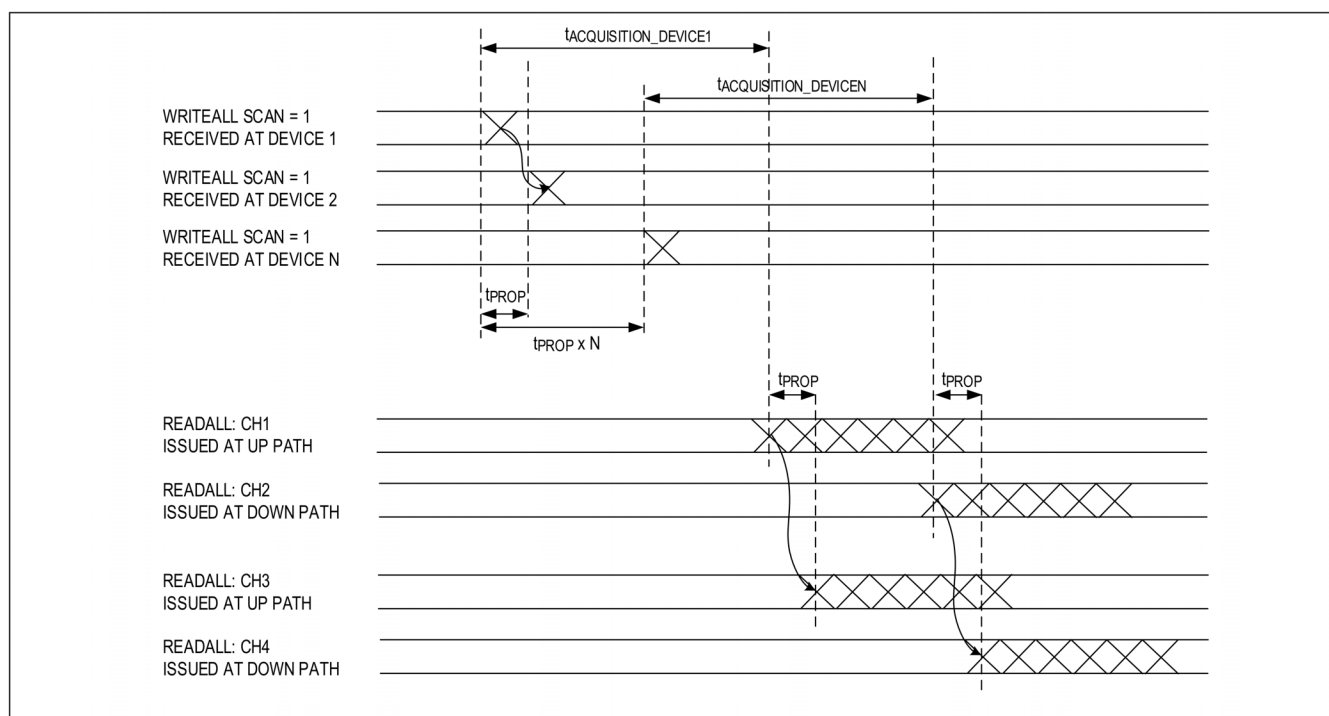 tACQUISITION_DEVICE1
tACQUISITION_DEVICEN
WRITEALL SCAN = 1
RECEIVED AT DEVICE 1
WRITEALL SCAN = 1
RECEIVED AT DEVICE 2
WRITEALL SCAN = 1
RECEIVED AT DEVICE N
tPROP
tPROP x N
tPROP
tPROP
READALL: CH1
ISSUED AT UP PATH
READALL: CH2
ISSUED AT DOWN PATH
READALL: CH3
ISSUED AT UP PATH
READALL: CH4
ISSUED AT DOWN PATH